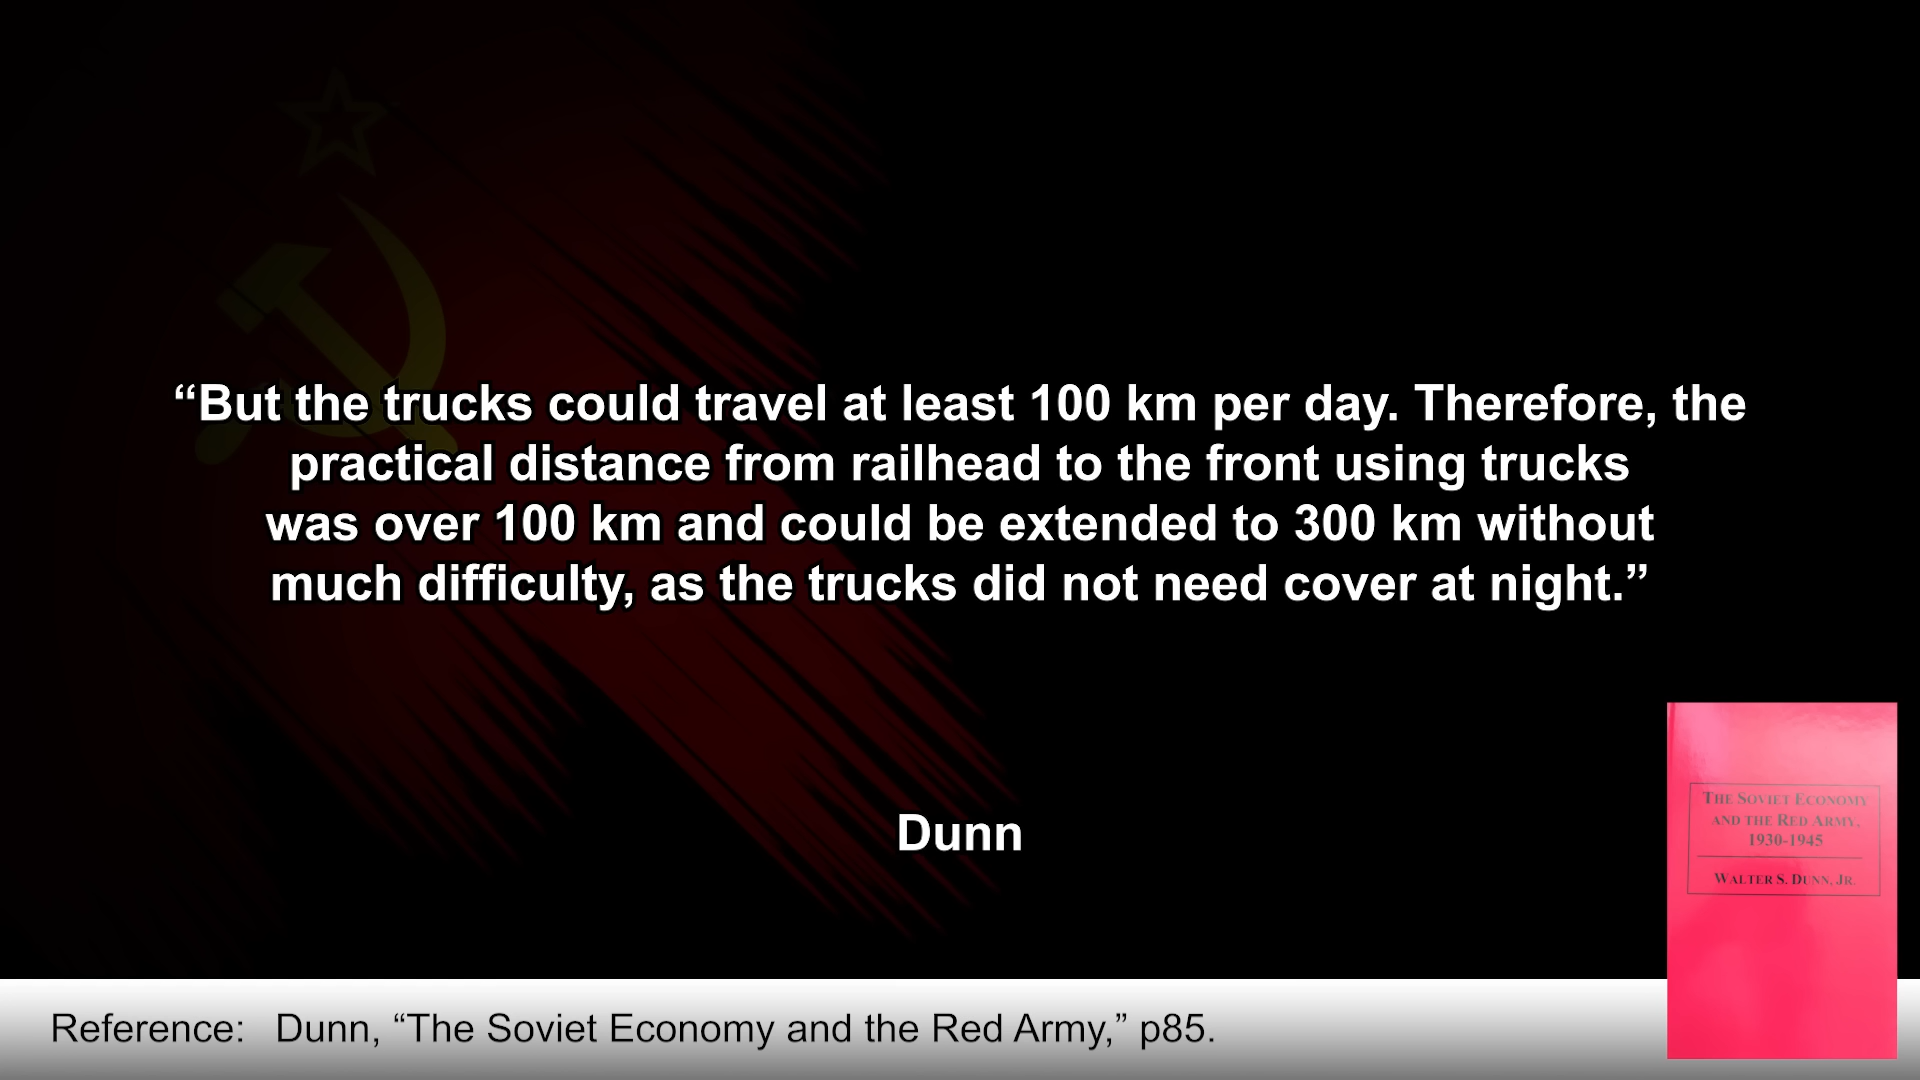 “But the trucks could travel at least 100 km per day. Therefore, the
practical distance from railhead to the front using trucks
was over 100 km and could be extended to 300 km without
much difficulty, as the trucks did not need cover at night.”
Dunn
THE SOVIET ECONOMY
AND THE RED ARMY,
1930-1945
WALTER S. DUNN, JR.
Reference: Dunn, “The Soviet Economy and the Red Army,” p85.